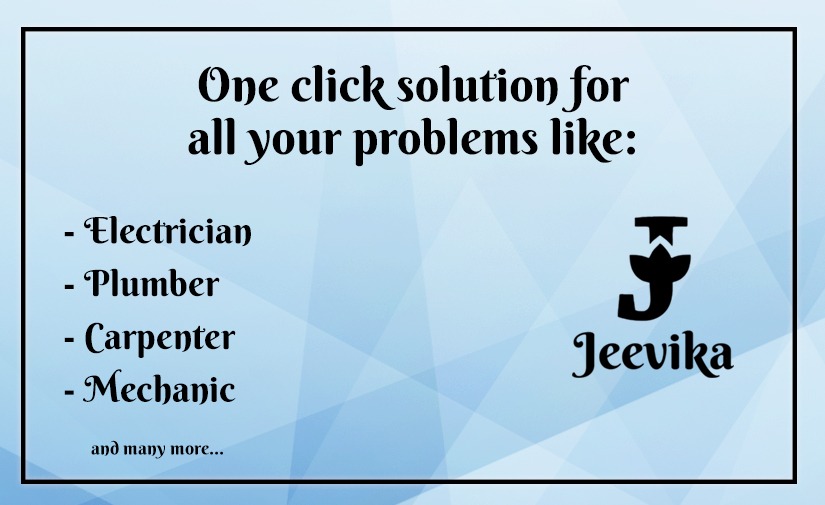 One click solution for
all your problems like:
- Electrician
- Plumber
- Carpenter
- Mechanic
and many more...
J
Jeevika